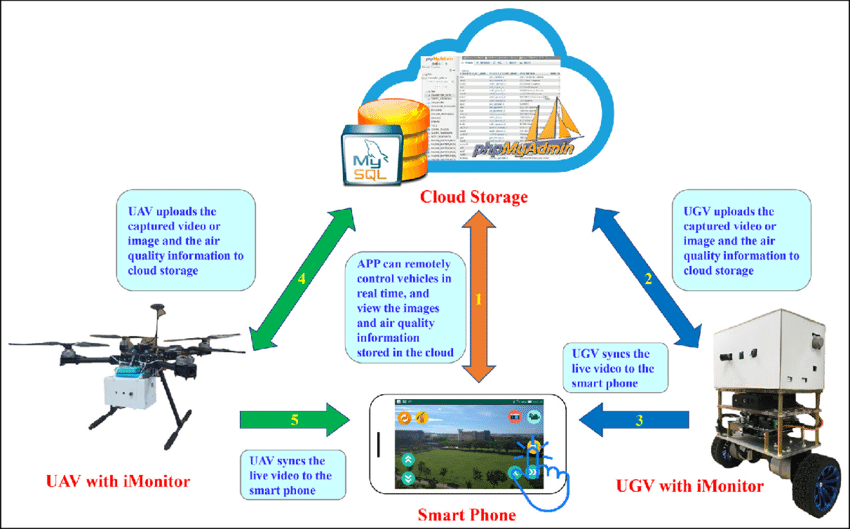 phpMyAdmin
My
SQL
phpMyAdmin
Cloud Storage
UAV uploads the
captured video or
image and the air
quality information to
cloud storage
UGV uploads the
captured video or
image and the air
quality information to
cloud storage
4
APP can remotely
control vehicles in
real time, and
view the images
and air quality
information
stored in the cloud
1
2
UGV syncs the
live video to the
smart phone
5
3
UAV syncs the
live video to the
smart phone
UAV with iMonitor
Smart Phone
UGV with iMonitor